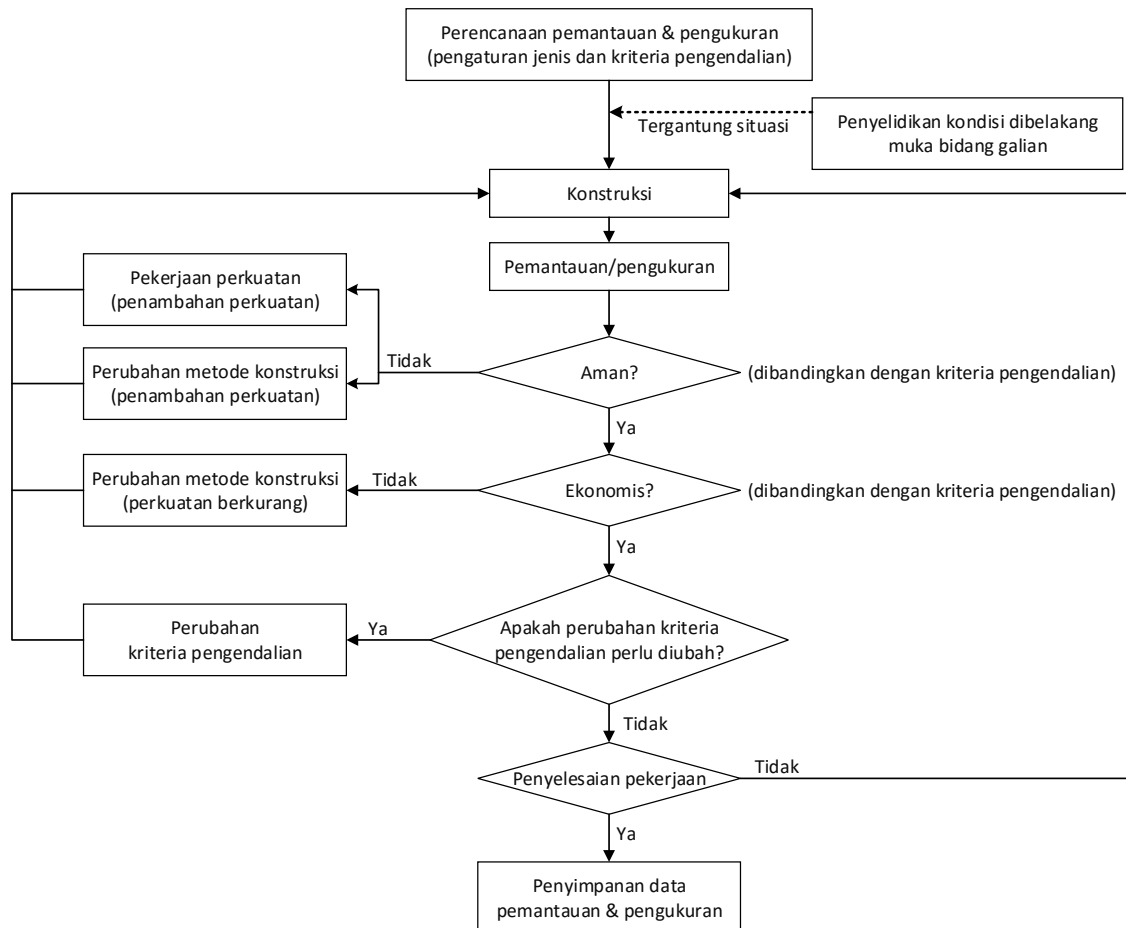 Perencanaan pemantauan & pengukuran
(pengaturan jenis dan kriteria pengendalian)
Tergantung situasi
Penyelidikan kondisi dibelakang
muka bidang galian
Konstruksi
Pemantauan/pengukuran
Pekerjaan perkuatan
(penambahan perkuatan)
Tidak
Aman?
(dibandingkan dengan kriteria pengendalian)
Perubahan metode konstruksi
(penambahan perkuatan)
Ya
Perubahan metode konstruksi
(perkuatan berkurang)
Tidak
Ekonomis?
(dibandingkan dengan kriteria pengendalian)
Ya
Perubahan
kriteria pengendalian
Ya
Apakah perubahan kriteria
pengendalian perlu diubah?
Tidak
Penyelesaian pekerjaan
Tidak
Ya
Penyimpanan data
pemantauan & pengukuran